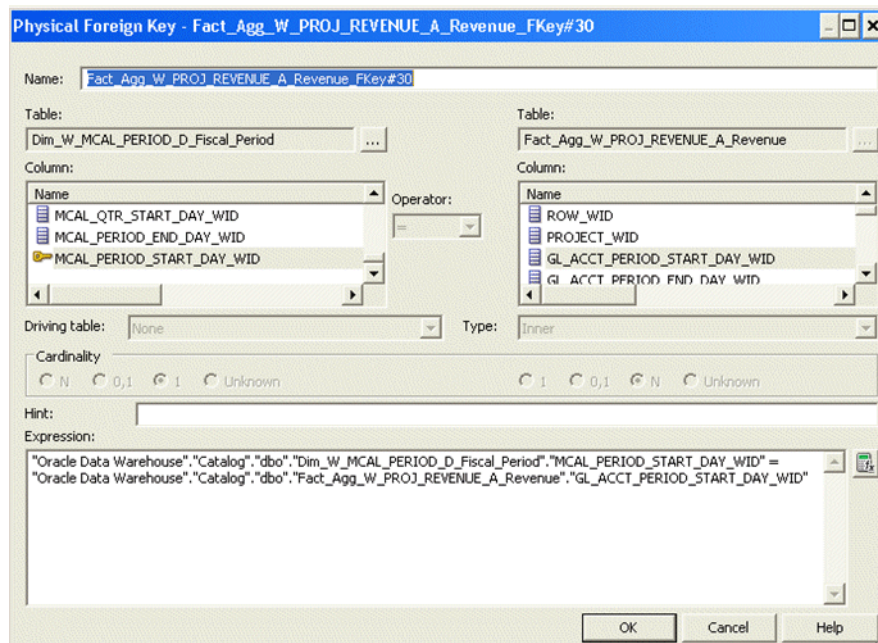 Physical Foreign Key - Fact_Agg_W_PROJ_REVENUE_A_Revenue_FKey#30
Name: Fact_Agg_W_PROJ_REVENUE_A_Revenue_FKey#30
Table: Table:
Dim_W_MCAL_PERIOD_D_Fiscal_Period ... Fact_Agg_W_PROJ_REVENUE_A_Revenue ...
Column: Column:
Name Operator: Name
MCAL_QTR_START_DAY_WID = ROW_WID
MCAL_PERIOD_END_DAY_WID PROJECT_WID
MCAL_PERIOD_START_DAY_WID GL_ACCT_PERIOD_START_DAY_WID
GL_ACCT_PERIOD_END_DAY_WID
Driving table: None Type: Inner
Cardinality
N 0,1 1 Unknown 1 0,1 N Unknown
Hint:
Expression:
"Oracle Data Warehouse"."Catalog"."dbo"."Dim_W_MCAL_PERIOD_D_Fiscal_Period"."MCAL_PERIOD_START_DAY_WID" =
"Oracle Data Warehouse"."Catalog"."dbo"."Fact_Agg_W_PROJ_REVENUE_A_Revenue"."GL_ACCT_PERIOD_START_DAY_WID"
OK Cancel Help